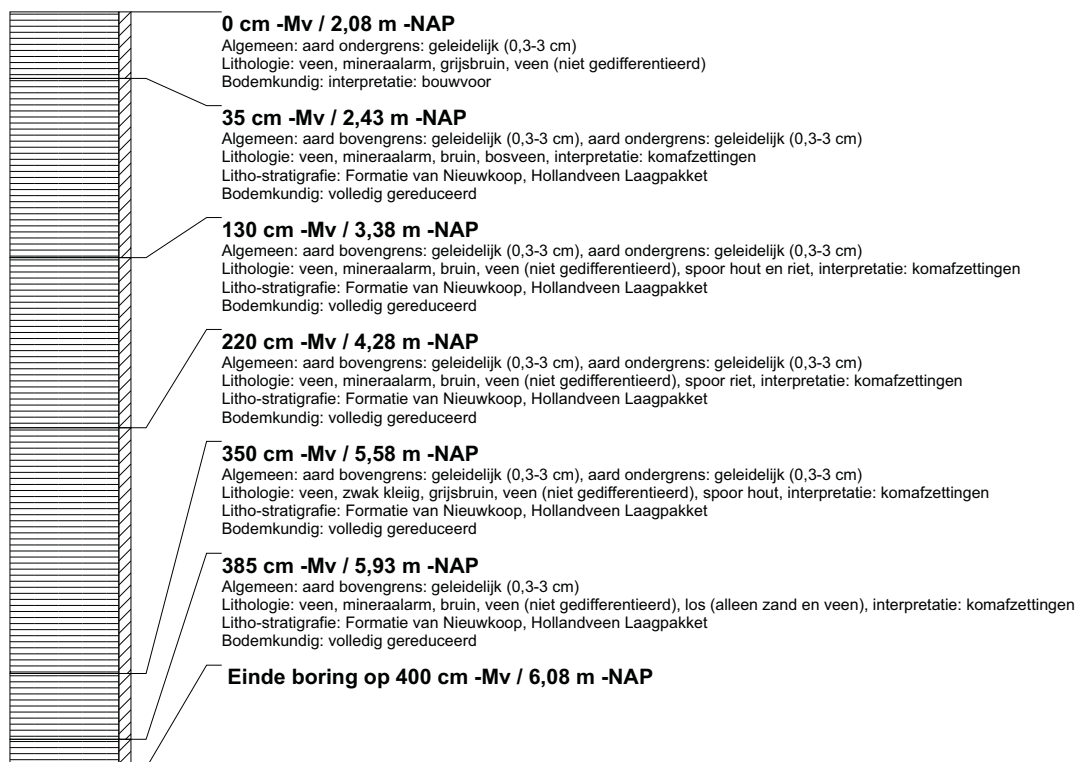 0 cm -Mv / 2,08 m -NAP
Algemeen: aard ondergrens: geleidelijk (0,3-3 cm)
Lithologie: veen, mineraalarm, grijsbruin, veen (niet gedifferentieerd)
Bodemkundig: interpretatie: bouwvoor
35 cm -Mv / 2,43 m -NAP
Algemeen: aard bovengrens: geleidelijk (0,3-3 cm), aard ondergrens: geleidelijk (0,3-3 cm)
Lithologie: veen, mineraalarm, bruin, bosveen, interpretatie: komafzettingen
Litho-stratigrafie: Formatie van Nieuwkoop, Hollandveen Laagpakket
Bodemkundig: volledig gereduceerd
130 cm -Mv / 3,38 m -NAP
Algemeen: aard bovengrens: geleidelijk (0,3-3 cm), aard ondergrens: geleidelijk (0,3-3 cm)
Lithologie: veen, mineraalarm, bruin, veen (niet gedifferentieerd), spoor hout en riet, interpretatie: komafzettingen
Litho-stratigrafie: Formatie van Nieuwkoop, Hollandveen Laagpakket
Bodemkundig: volledig gereduceerd
220 cm -Mv / 4,28 m -NAP
Algemeen: aard bovengrens: geleidelijk (0,3-3 cm), aard ondergrens: geleidelijk (0,3-3 cm)
Lithologie: veen, mineraalarm, bruin, veen (niet gedifferentieerd), spoor riet, interpretatie: komafzettingen
Litho-stratigrafie: Formatie van Nieuwkoop, Hollandveen Laagpakket
Bodemkundig: volledig gereduceerd
350 cm -Mv / 5,58 m -NAP
Algemeen: aard bovengrens: geleidelijk (0,3-3 cm), aard ondergrens: geleidelijk (0,3-3 cm)
Lithologie: veen, zwak kleiig, grijsbruin, veen (niet gedifferentieerd), spoor hout, interpretatie: komafzettingen
Litho-stratigrafie: Formatie van Nieuwkoop, Hollandveen Laagpakket
Bodemkundig: volledig gereduceerd
385 cm -Mv / 5,93 m -NAP
Algemeen: aard bovengrens: geleidelijk (0,3-3 cm)
Lithologie: veen, mineraalarm, bruin, veen (niet gedifferentieerd), los (alleen zand en veen), interpretatie: komafzettingen
Litho-stratigrafie: Formatie van Nieuwkoop, Hollandveen Laagpakket
Bodemkundig: volledig gereduceerd
Einde boring op 400 cm -Mv / 6,08 m -NAP